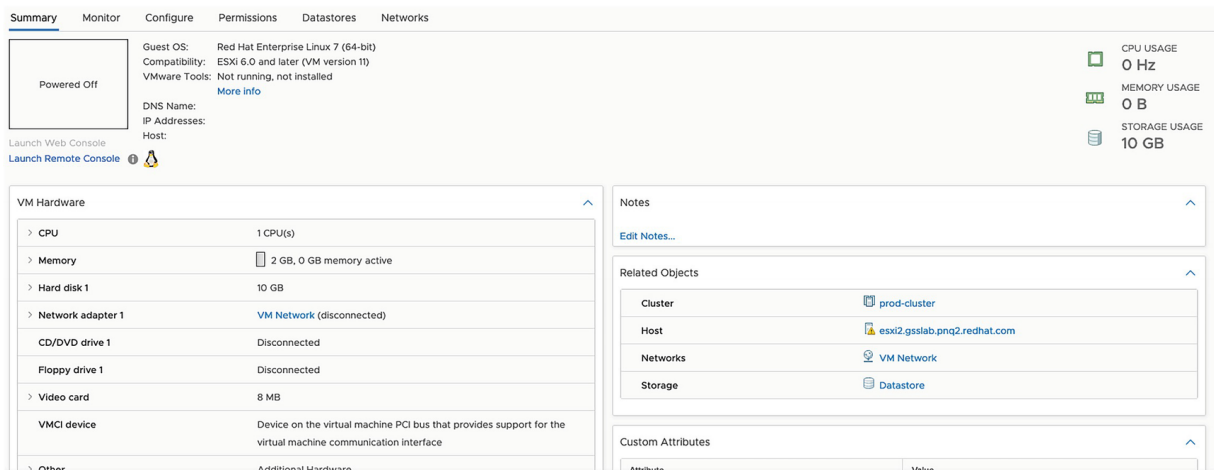 Summary Monitor Configure Permissions Datastores Networks
Powered Off
Launch Web Console
Launch Remote Console
Guest OS: Red Hat Enterprise Linux 7 (64-bit)
Compatibility: ESXi 6.0 and later (VM version 11)
VMware Tools: Not running, not installed
More info
DNS Name:
IP Addresses:
Host:
CPU USAGE
0 Hz
MEMORY USAGE
0 B
STORAGE USAGE
10 GB
VM Hardware
CPU 1 CPU(s)
Memory 2 GB, 0 GB memory active
Hard disk 1 10 GB
Network adapter 1 VM Network (disconnected)
CD/DVD drive 1 Disconnected
Floppy drive 1 Disconnected
Video card 8 MB
VMCI device Device on the virtual machine PCI bus that provides support for the
virtual machine communication interface
Other Additional Hardware
Notes
Edit Notes...
Related Objects
Cluster prod-cluster
Host esxi2.gsslab.pnq2.redhat.com
Networks VM Network
Storage Datastore
Custom Attributes
Attribute Value